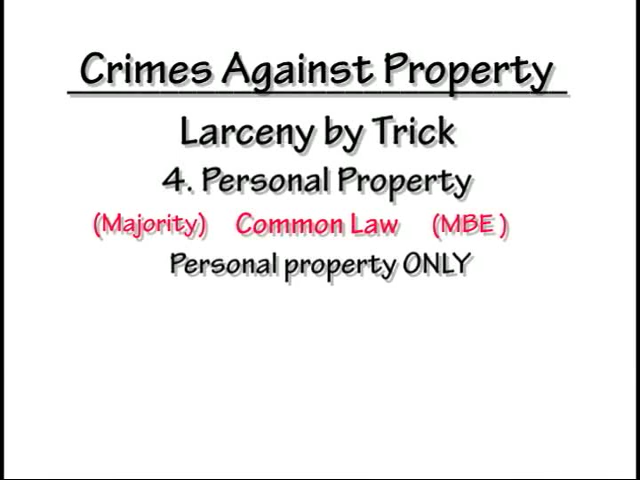 Crimes Against Property
Larceny by Trick
4. Personal Property
(Majority) Common Law (MBE )
Personal property ONLY